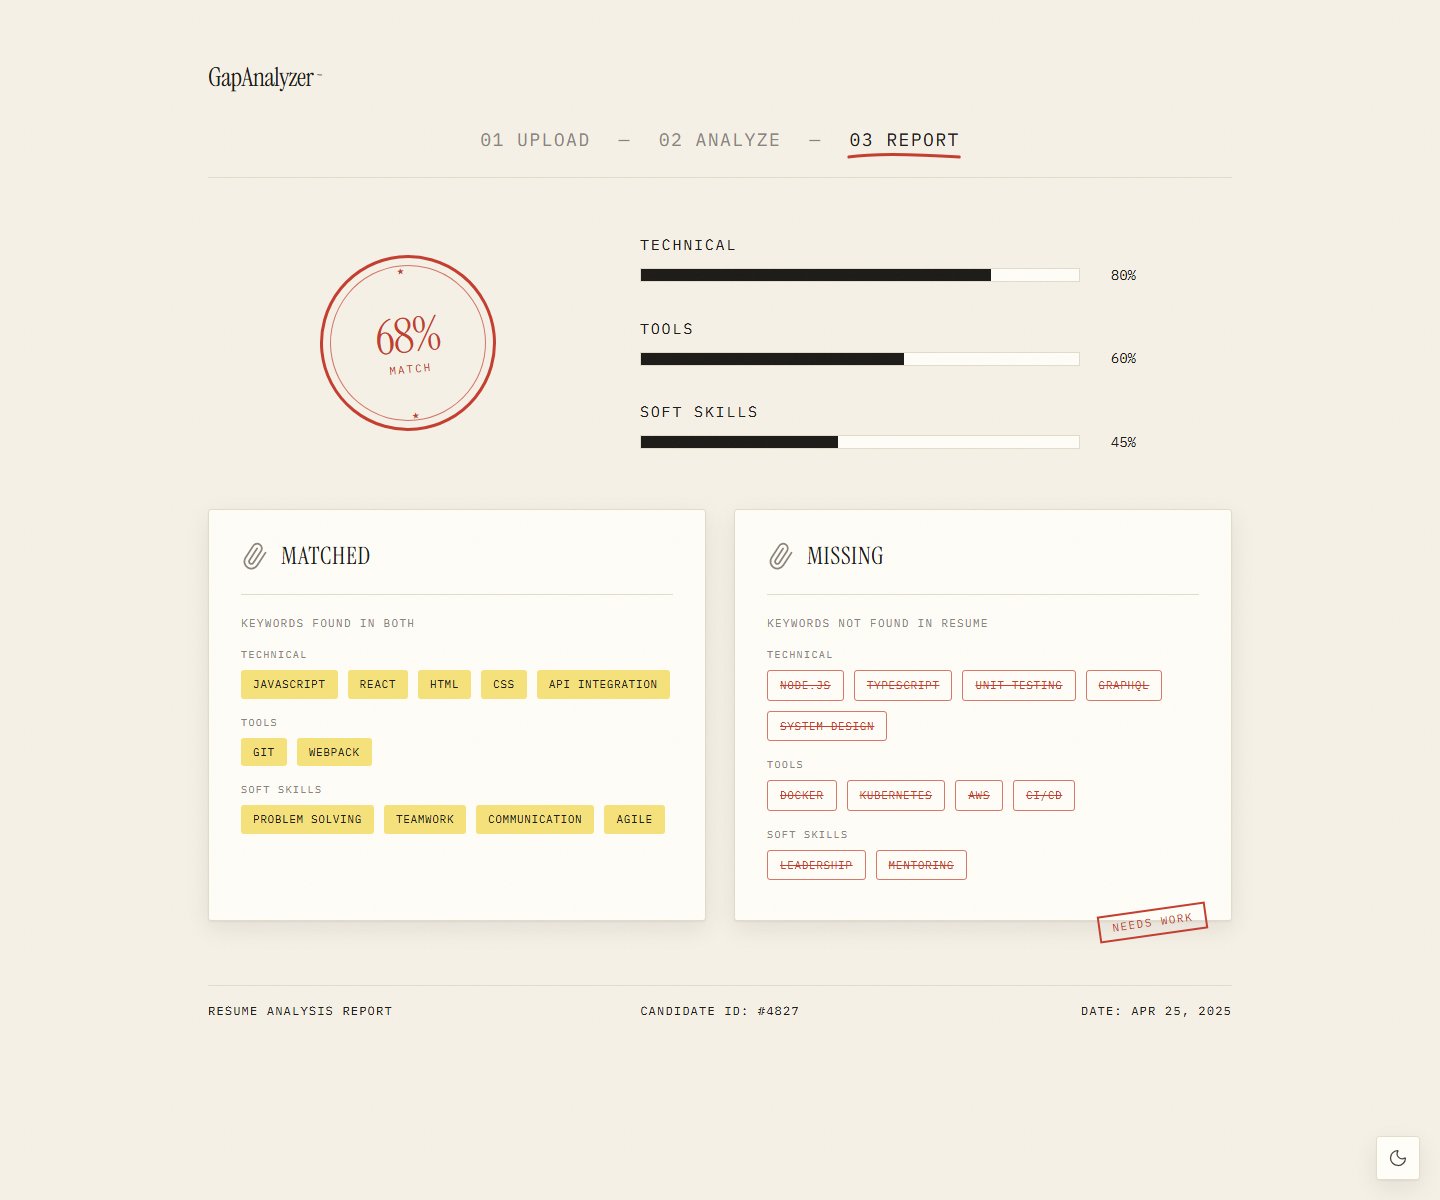 GapAnalyzer™
01 UPLOAD — 02 ANALYZE — 03 REPORT
★
68%
MATCH
★
TECHNICAL
80%
TOOLS
60%
SOFT SKILLS
45%
MATCHED
KEYWORDS FOUND IN BOTH
TECHNICAL
JAVASCRIPT REACT HTML CSS API INTEGRATION
TOOLS
GIT WEBPACK
SOFT SKILLS
PROBLEM SOLVING TEAMWORK COMMUNICATION AGILE
MISSING
KEYWORDS NOT FOUND IN RESUME
TECHNICAL
NODE.JS TYPESCRIPT UNIT TESTING GRAPHQL
SYSTEM DESIGN
TOOLS
DOCKER KUBERNETES AWS CI/CD
SOFT SKILLS
LEADERSHIP MENTORING
NEEDS WORK
RESUME ANALYSIS REPORT CANDIDATE ID: #4827 DATE: APR 25, 2025